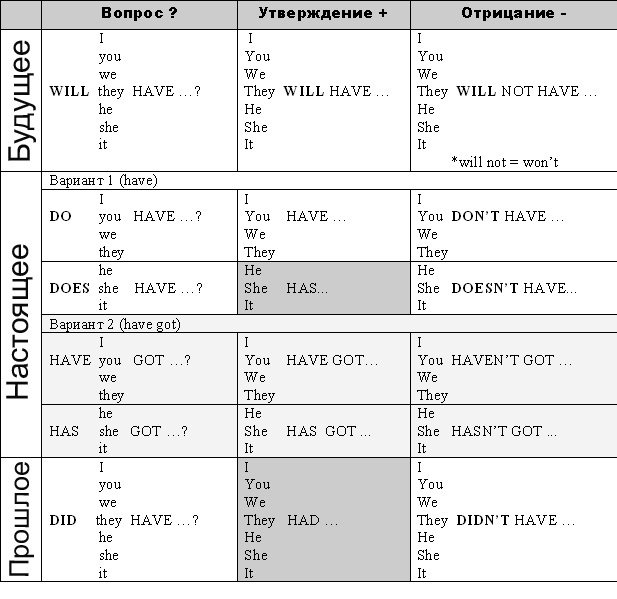 Вопрос ? Утверждение + Отрицание -
Будущее
I I I
you You You
we We We
WILL they HAVE …? They WILL HAVE … They WILL NOT HAVE …
he He He
she She She
it It It
*will not = won't
Настоящее
Вариант 1 (have)
I I I
DO you HAVE …? You HAVE … You DON'T HAVE …
we We We
they They They
he He He
DOES she HAVE …? She HAS... She DOESN'T HAVE...
it It It
Вариант 2 (have got)
I I I
HAVE you GOT …? You HAVE GOT… You HAVEN'T GOT …
we We We
they They They
he He He
HAS she GOT …? She HAS GOT ... She HASN'T GOT ...
it It It
Прошлое
I I I
you You You
we We We
DID they HAVE …? They HAD … They DIDN'T HAVE …
he He He
she She She
it It It